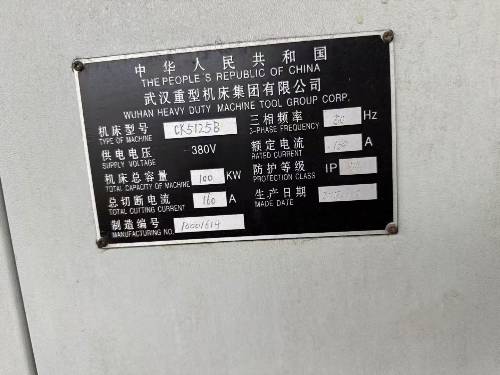 中华人民共和国
THE PEOPLE'S REPUBLIC OF CHINA
武汉重型机床集团有限公司
WUHAN HEAVY DUTY MACHINE TOOL GROUP CORP.
机床型号 CK5125B
TYPE OF MACHINE
供电电压 380V
SUPPLY VOLTAGE
机床总容量 100 KW
TOTAL CAPACITY OF MACHINE
总切断电流 160 A
TOTAL CUTTING CURRENT
制造编号 10001614
MANUFACTURING NO.
三相频率 50 Hz
3-PHASE FREQUENCY
额定电流 A
RATED CURRENT
防护等级 IP
PROTECTION CLASS
生产日期
MADE DATE